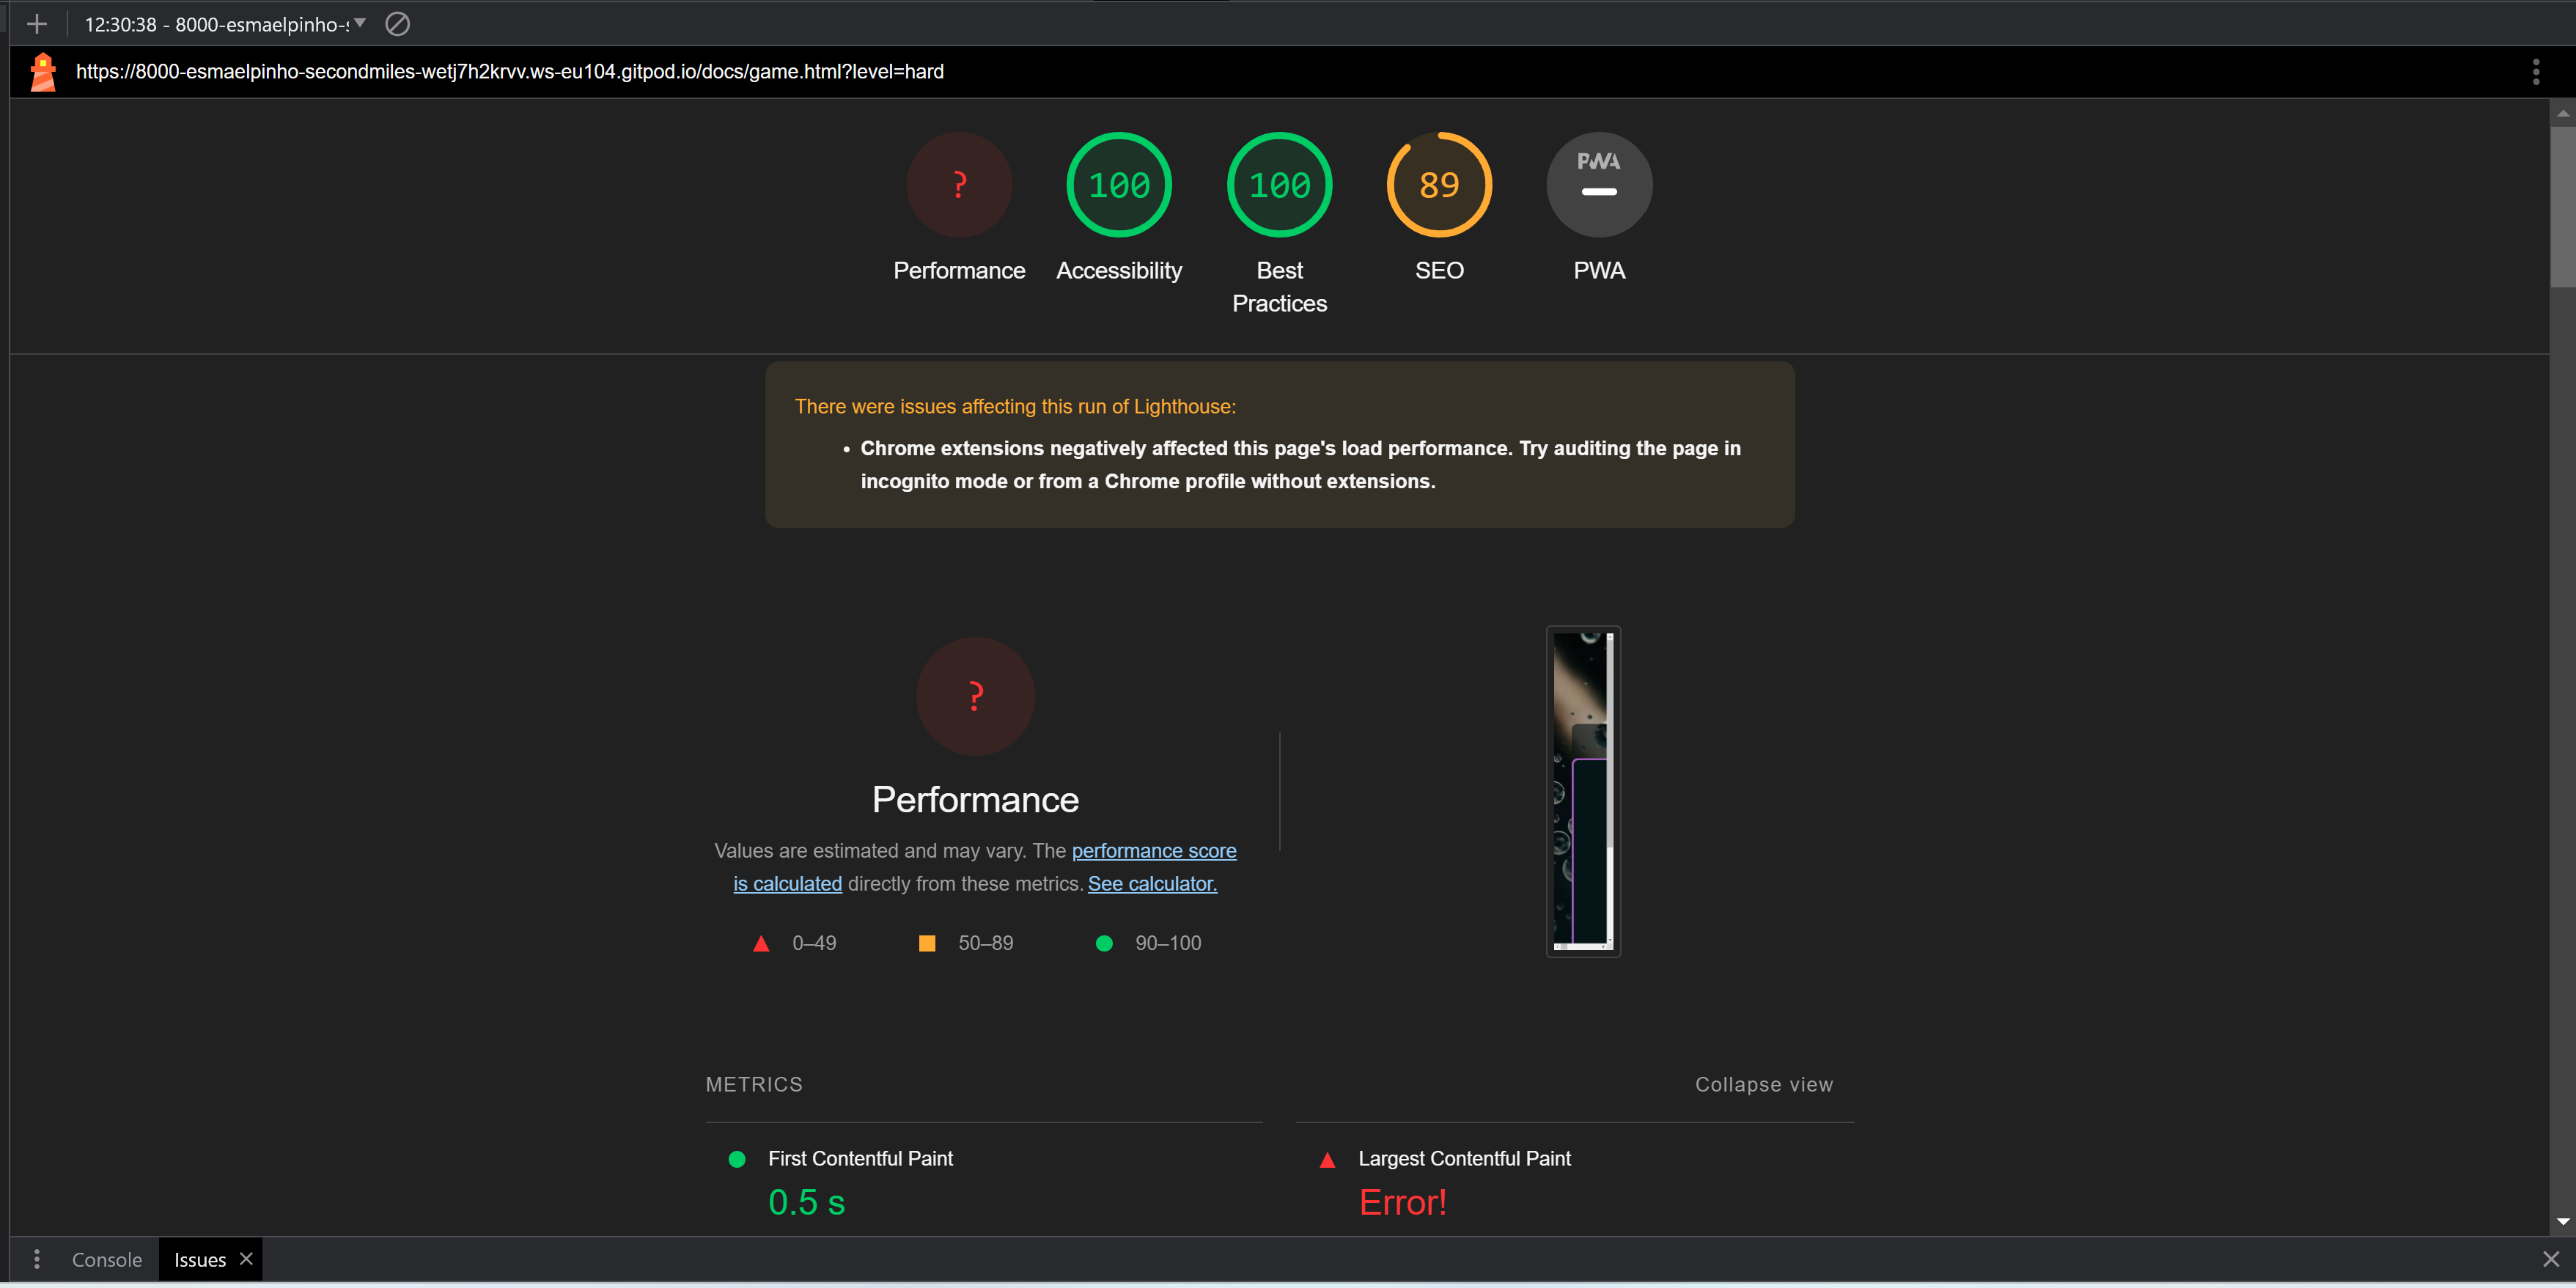 12:30:38 - 8000-esmaelpinho-s
https://8000-esmaelpinho-secondmiles-wetj7h2krvv.ws-eu104.gitpod.io/docs/game.html?level=hard
? 100 100 89 PWA
Performance Accessibility Best Practices SEO PWA
There were issues affecting this run of Lighthouse:
• Chrome extensions negatively affected this page's load performance. Try auditing the page in
incognito mode or from a Chrome profile without extensions.
?
Performance
Values are estimated and may vary. The performance score
is calculated directly from these metrics. See calculator.
0–49 50–89 90–100
METRICS Collapse view
First Contentful Paint Largest Contentful Paint
0.5 s Error!
Console Issues